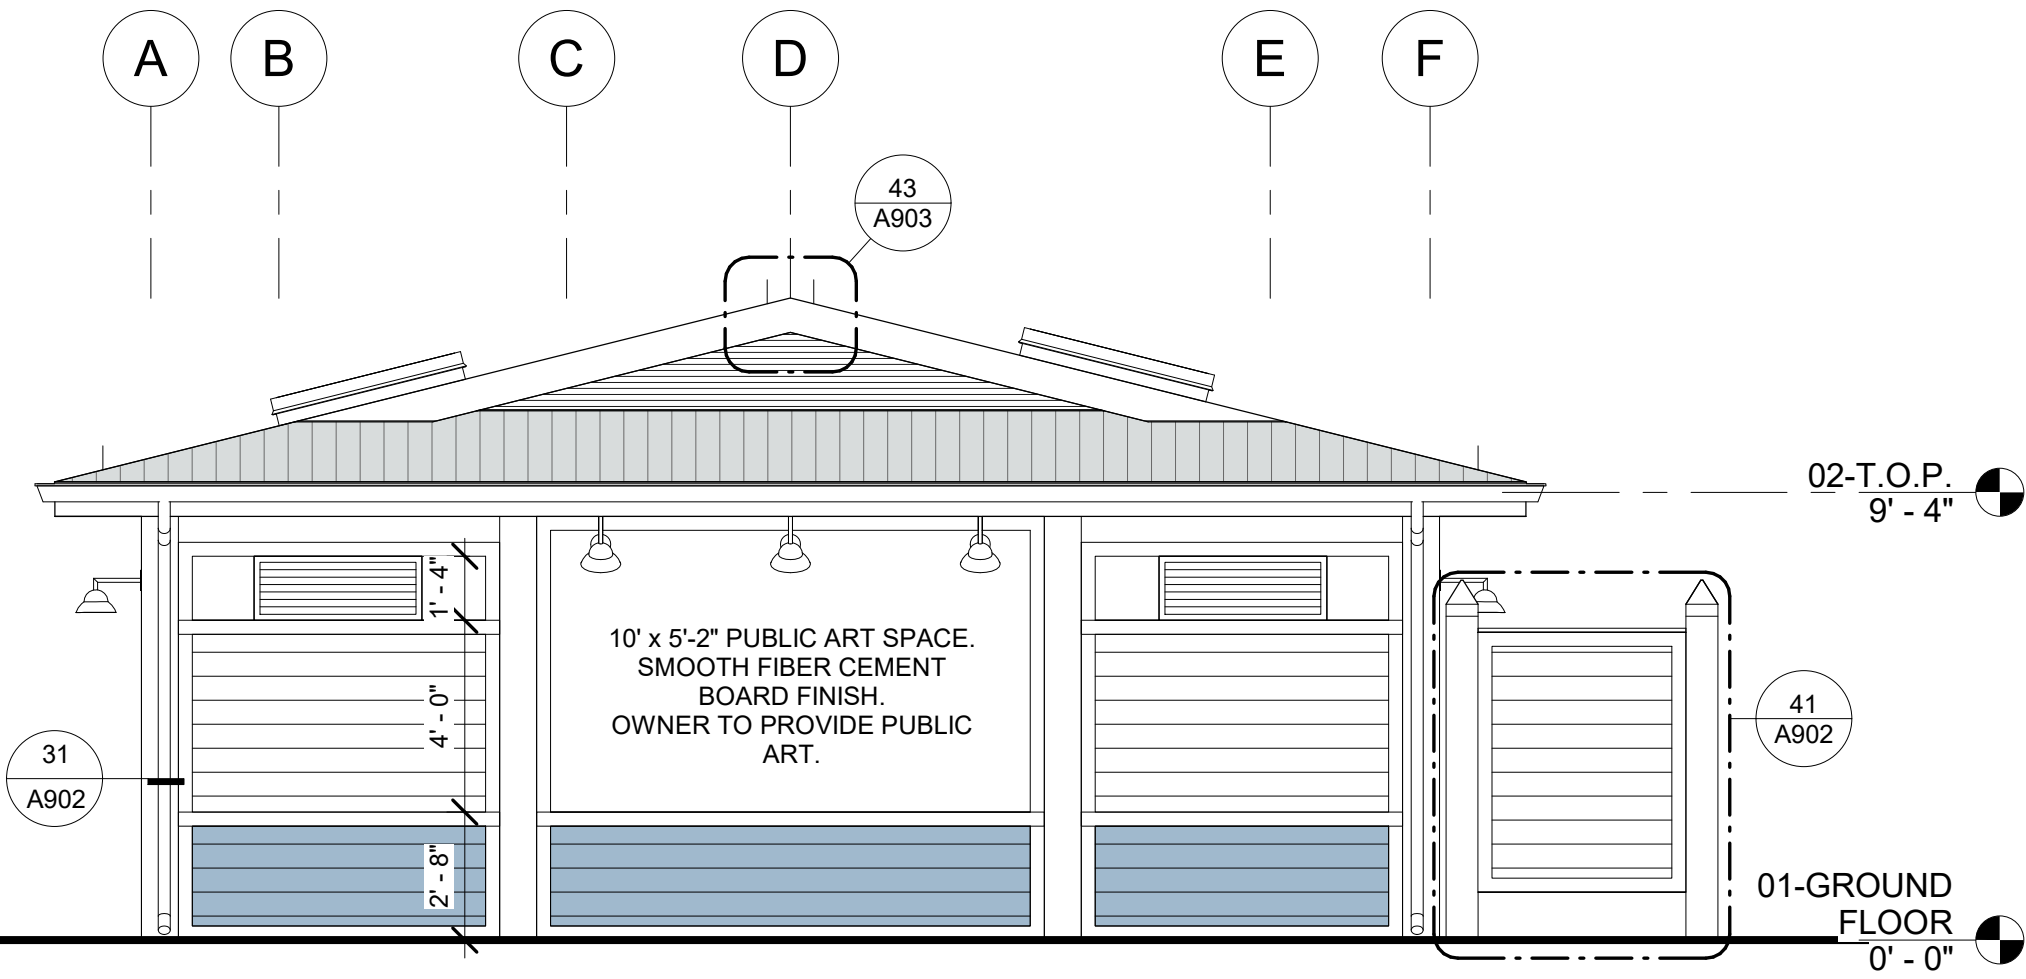 A B C D E F
43
A903
02-T.O.P.
9' - 4"
1' - 4"
10' x 5'-2" PUBLIC ART SPACE.
SMOOTH FIBER CEMENT
BOARD FINISH.
OWNER TO PROVIDE PUBLIC
ART.
4' - 0"
41
A902
31
A902
2' - 8"
01-GROUND
FLOOR
0' - 0"